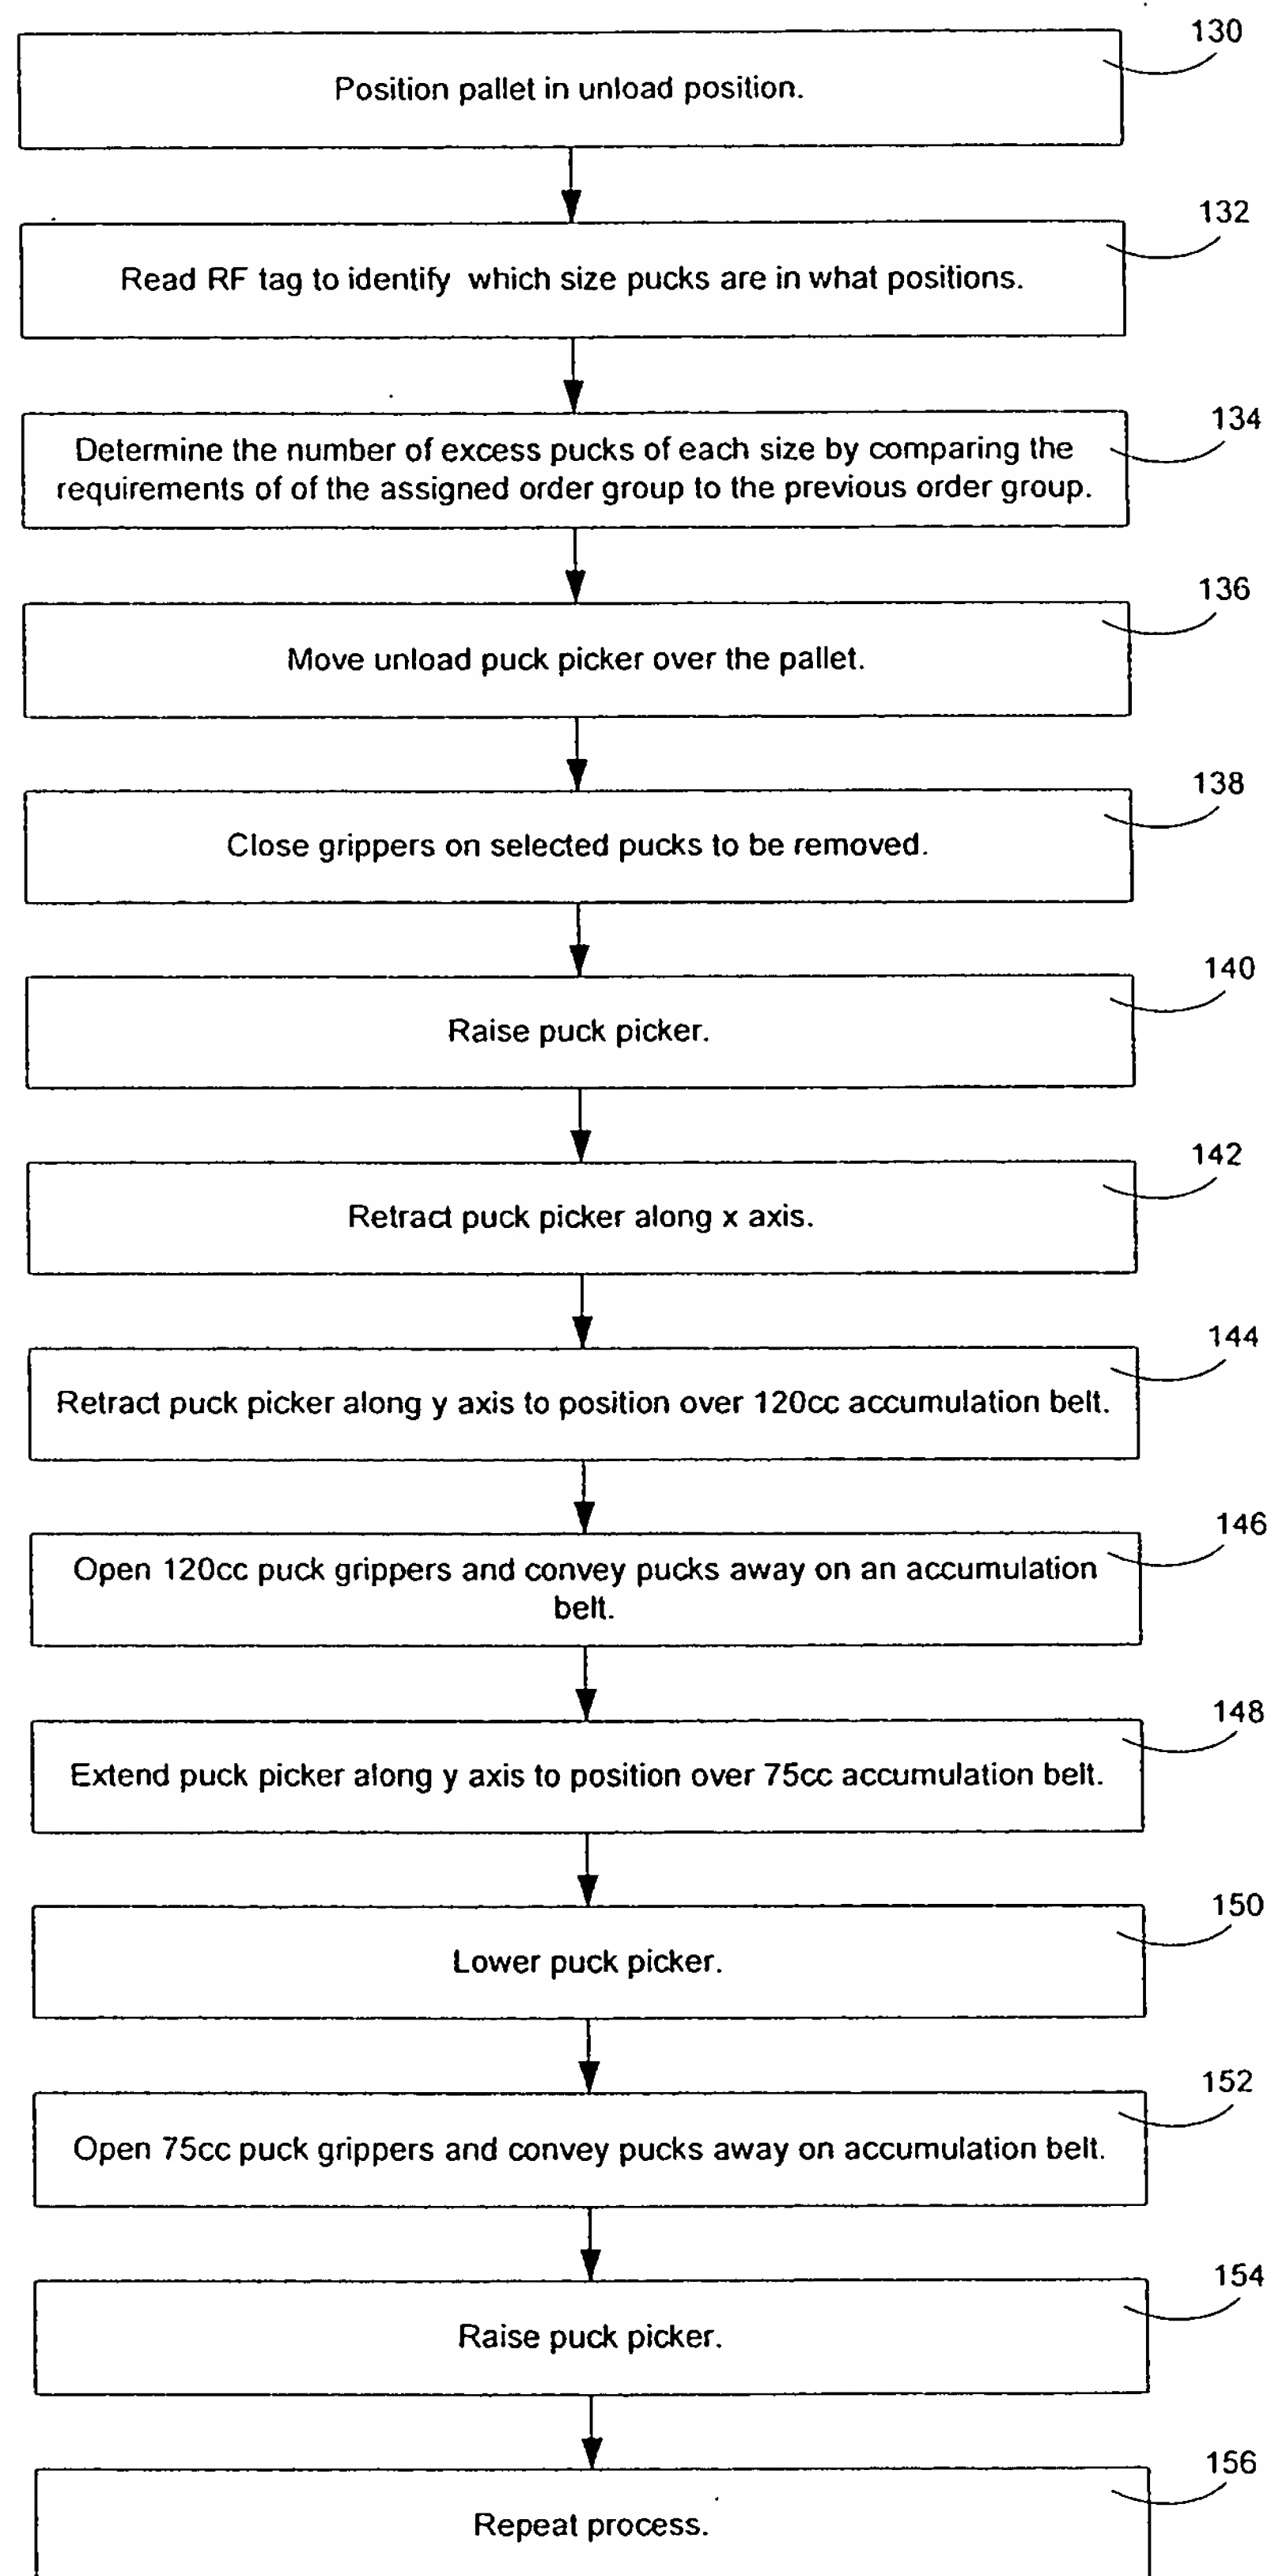 130
Position pallet in unload position.
132
Read RF tag to identify which size pucks are in what positions.
134
Determine the number of excess pucks of each size by comparing the
requirements of of the assigned order group to the previous order group.
136
Move unload puck picker over the pallet.
138
Close grippers on selected pucks to be removed.
140
Raise puck picker.
142
Retract puck picker along x axis.
144
Retract puck picker along y axis to position over 120cc accumulation belt.
146
Open 120cc puck grippers and convey pucks away on an accumulation
belt.
148
Extend puck picker along y axis to position over 75cc accumulation belt.
150
Lower puck picker.
152
Open 75cc puck grippers and convey pucks away on accumulation belt.
154
Raise puck picker.
156
Repeat process.